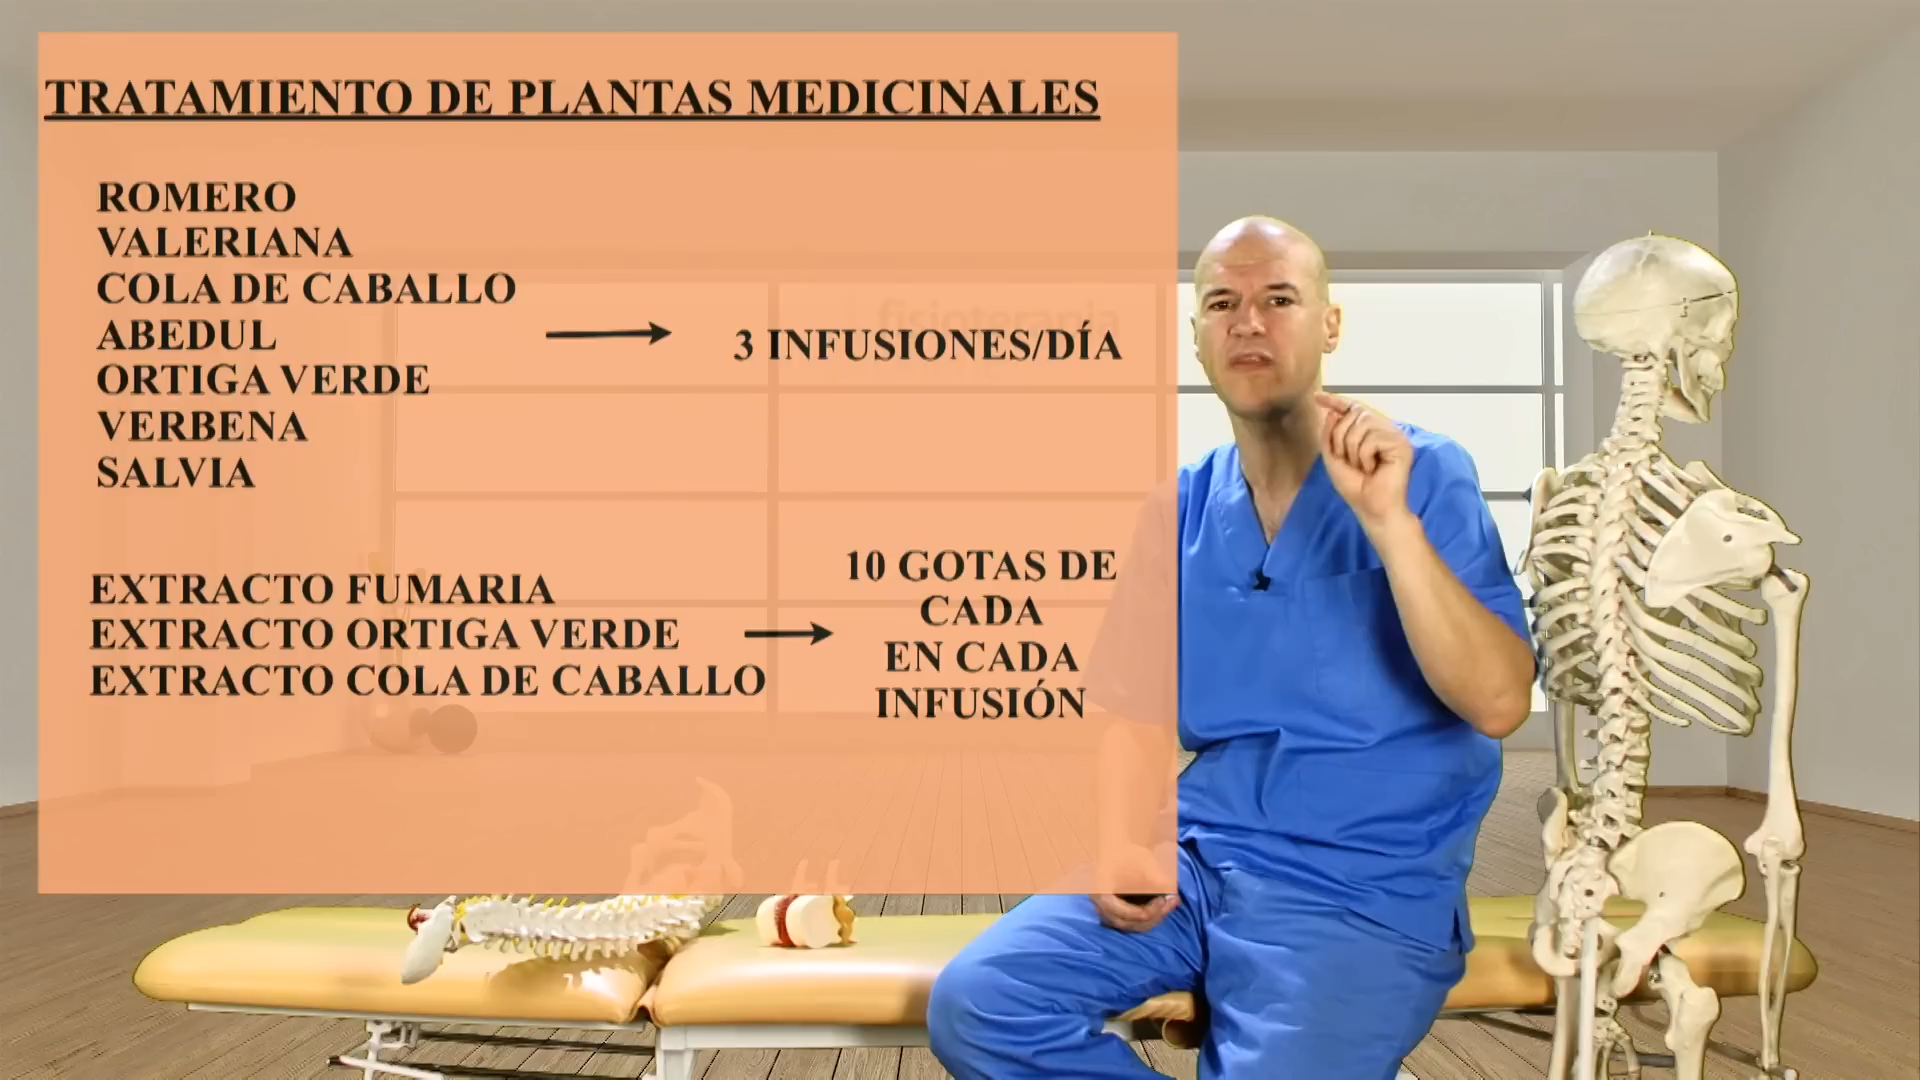 TRATAMIENTO DE PLANTAS MEDICINALES
ROMERO
VALERIANA
COLA DE CABALLO
ABEDUL
ORTIGA VERDE
VERBENA
SALVIA
3 INFUSIONES/DÍA
EXTRACTO FUMARIA
EXTRACTO ORTIGA VERDE
EXTRACTO COLA DE CABALLO
10 GOTAS DE
CADA
EN CADA
INFUSIÓN
fisioterapia